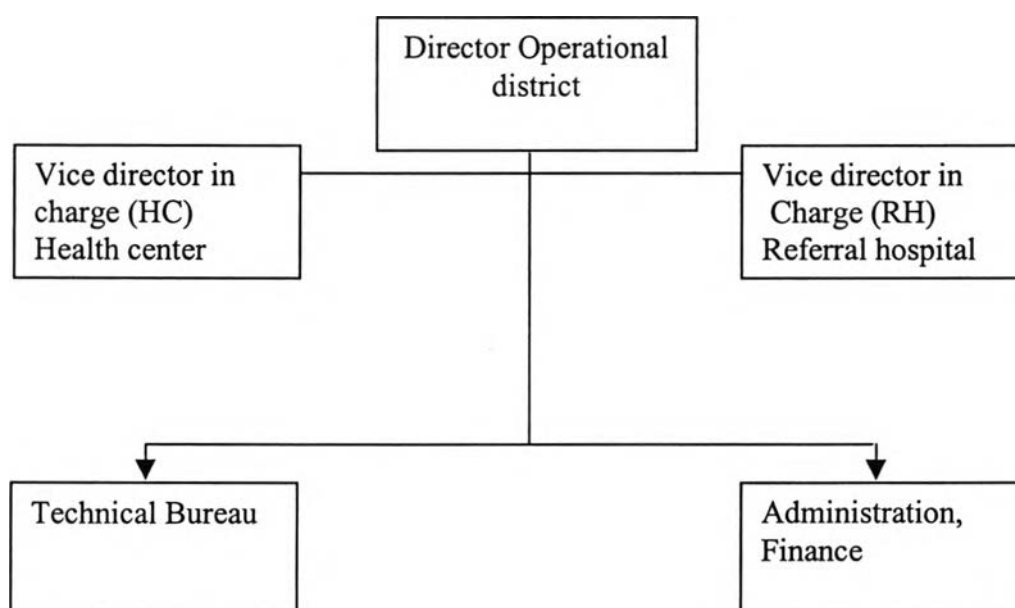 Director Operational
district
Vice director in
charge (HC)
Health center
Vice director in
Charge (RH)
Referral hospital
Technical Bureau
Administration,
Finance